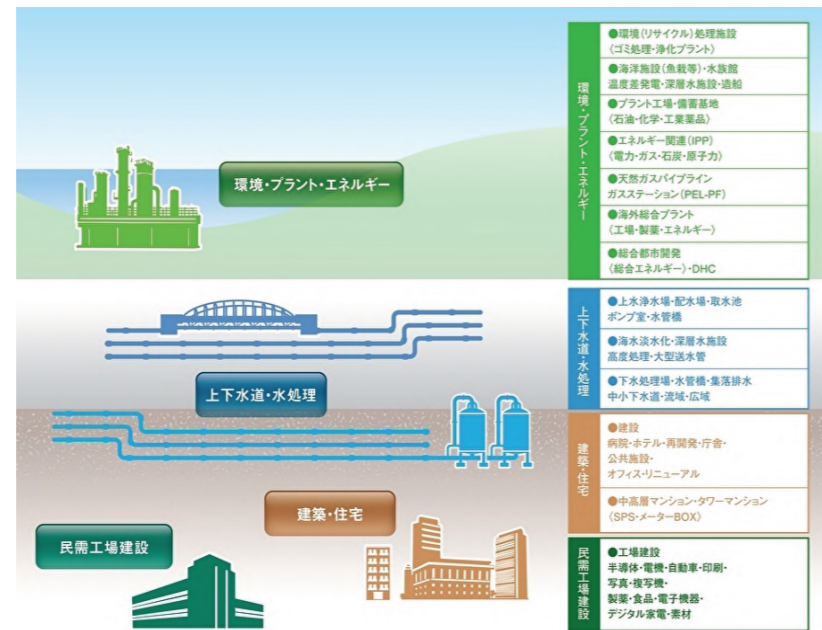 環境・プラント・エネルギー
上下水道・水処理
建築・住宅
民需工場建設
環境・プラント・エネルギー
●環境(リサイクル)処理施設
〈ゴミ処理・浄化プラント〉
●海洋施設(魚栽等)・水族館
温度差発電・深層水施設・造船
●プラント工場・備蓄基地
〈石油・化学・工業薬品〉
●エネルギー関連(IPP)
〈電力・ガス・石炭・原子力〉
●天然ガスパイプライン
ガスステーション(PEL-PF)
●海外総合プラント
〈工場・製薬・エネルギー〉
●総合都市開発
〈総合エネルギー〉・DHC
上下水道・水処理
●上水浄水場・配水場・取水池
ポンプ室・水管橋
●海水淡水化・深層水施設
高度処理・大型送水管
●下水処理場・水管橋・集落排水
中小下水道・流域・広域
建築・住宅
●建設
病院・ホテル・再開発・庁舎・
公共施設・
オフィス・リニューアル
●中高層マンション・タワーマンション
〈SPS・メーターBOX〉
民需工場建設
●工場建設
半導体・電機・自動車・印刷・
写真・複写機・
製薬・食品・電子機器・
デジタル家電・素材